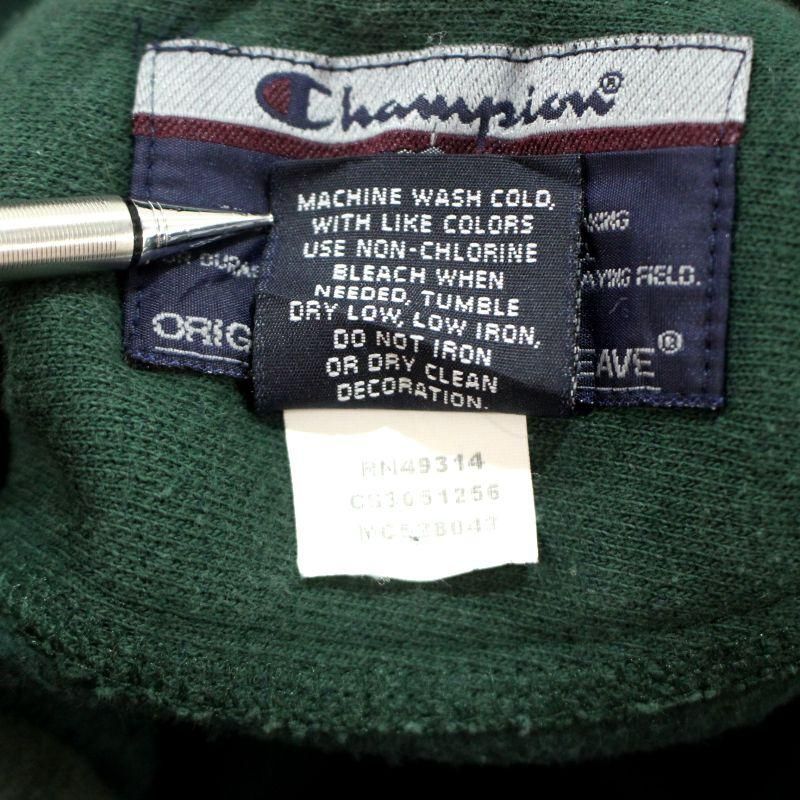 Champion®
MACHINE WASH COLD,
WITH LIKE COLORS
USE NON-CHLORINE
BLEACH WHEN
NEEDED, TUMBLE
DRY LOW, LOW IRON,
DO NOT IRON
OR DRY CLEAN
DECORATION.
AYING FIELD.
ORIG
EAVE®
RN49314
CS3051256